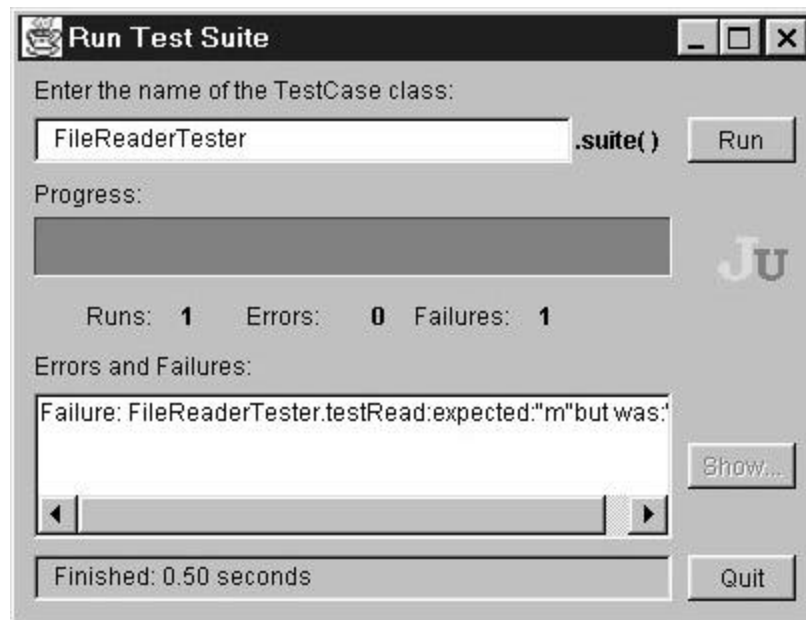 Run Test Suite
Enter the name of the TestCase class:
FileReaderTester .suite() Run
Progress:
JU
Runs: 1 Errors: 0 Failures: 1
Errors and Failures:
Failure: FileReaderTester.testRead:expected:"m"but was:"
Show...
Finished: 0.50 seconds Quit